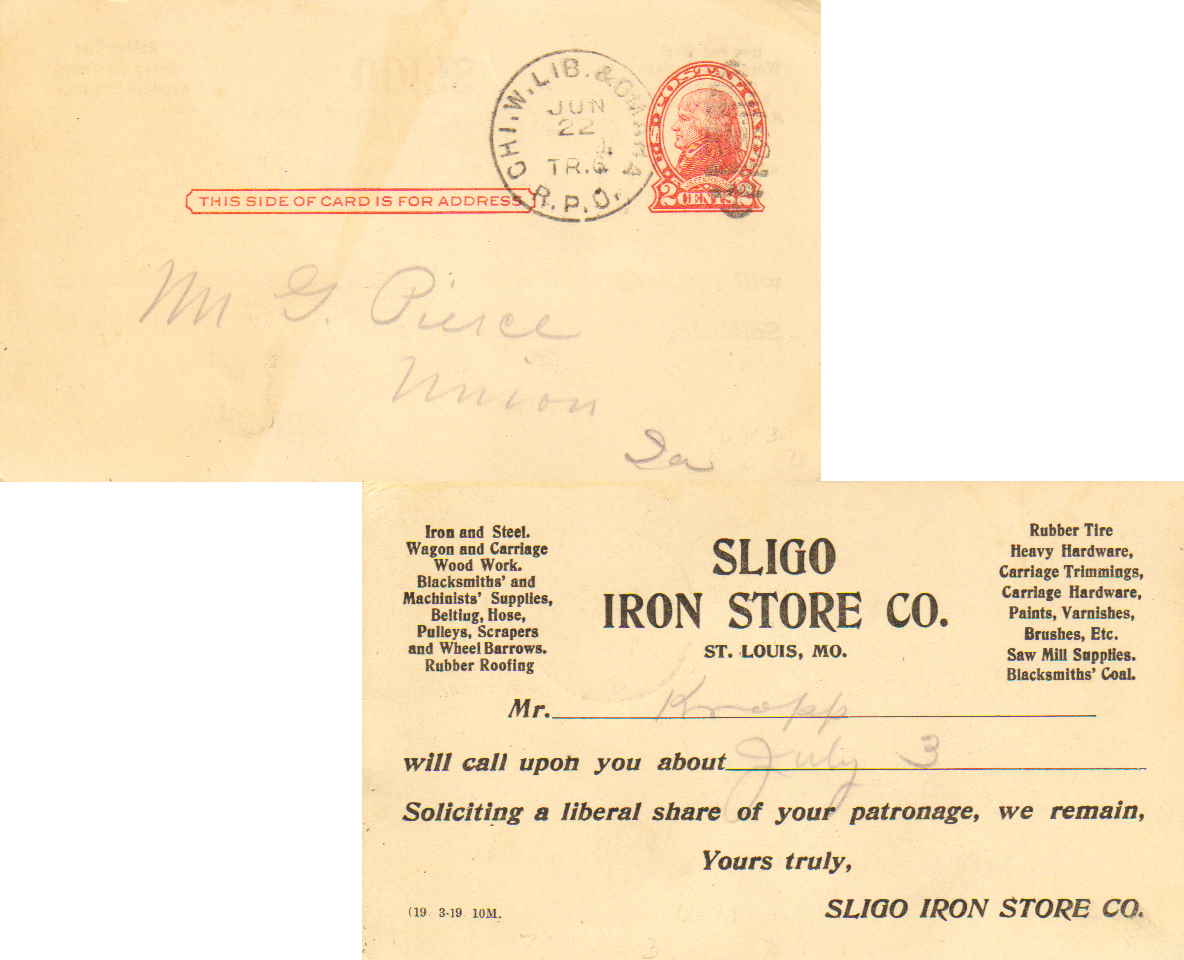 CHI. W. LIB. & OMAHA
JUN
22
TR. 
R.P.O.
2 CENTS 2
THIS SIDE OF CARD IS FOR ADDRESS
Mr G. Pierce
Union
Ia
Iron and Steel.
Wagon and Carriage
Wood Work.
Blacksmiths' and
Machinists' Supplies,
Belting, Hose,
Pulleys, Scrapers
and Wheel Barrows.
Rubber Roofing
SLIGO
IRON STORE CO.
ST. LOUIS, MO.
Rubber Tire
Heavy Hardware,
Carriage Trimmings,
Carriage Hardware,
Paints, Varnishes,
Brushes, Etc.
Saw Mill Supplies.
Blacksmiths' Coal.
Mr. Knapp
will call upon you about July 3
Soliciting a liberal share of your patronage, we remain,
Yours truly,
SLIGO IRON STORE CO.
(19 3-19 10M.